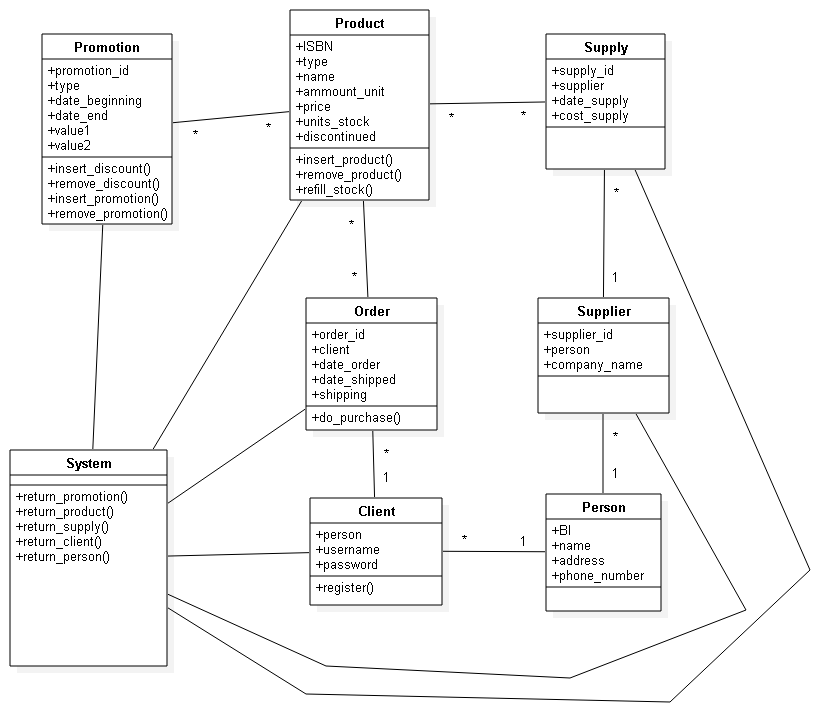 Promotion
+promotion_id
+type
+date_beginning
+date_end
+value1
+value2
+insert_discount()
+remove_discount()
+insert_promotion()
+remove_promotion()
*
*
Product
+ISBN
+type
+name
+ammount_unit
+price
+units_stock
+discontinued
+insert_product()
+remove_product()
+refill_stock()
*
*
Supply
+supply_id
+supplier
+date_supply
+cost_supply
*
*
*
1
Order
+order_id
+client
+date_order
+date_shipped
+shipping
+do_purchase()
Supplier
+supplier_id
+person
+company_name
*
1
*
1
System
+return_promotion()
+return_product()
+return_supply()
+return_client()
+return_person()
Client
+person
+username
+password
+register()
*
1
Person
+BI
+name
+address
+phone_number